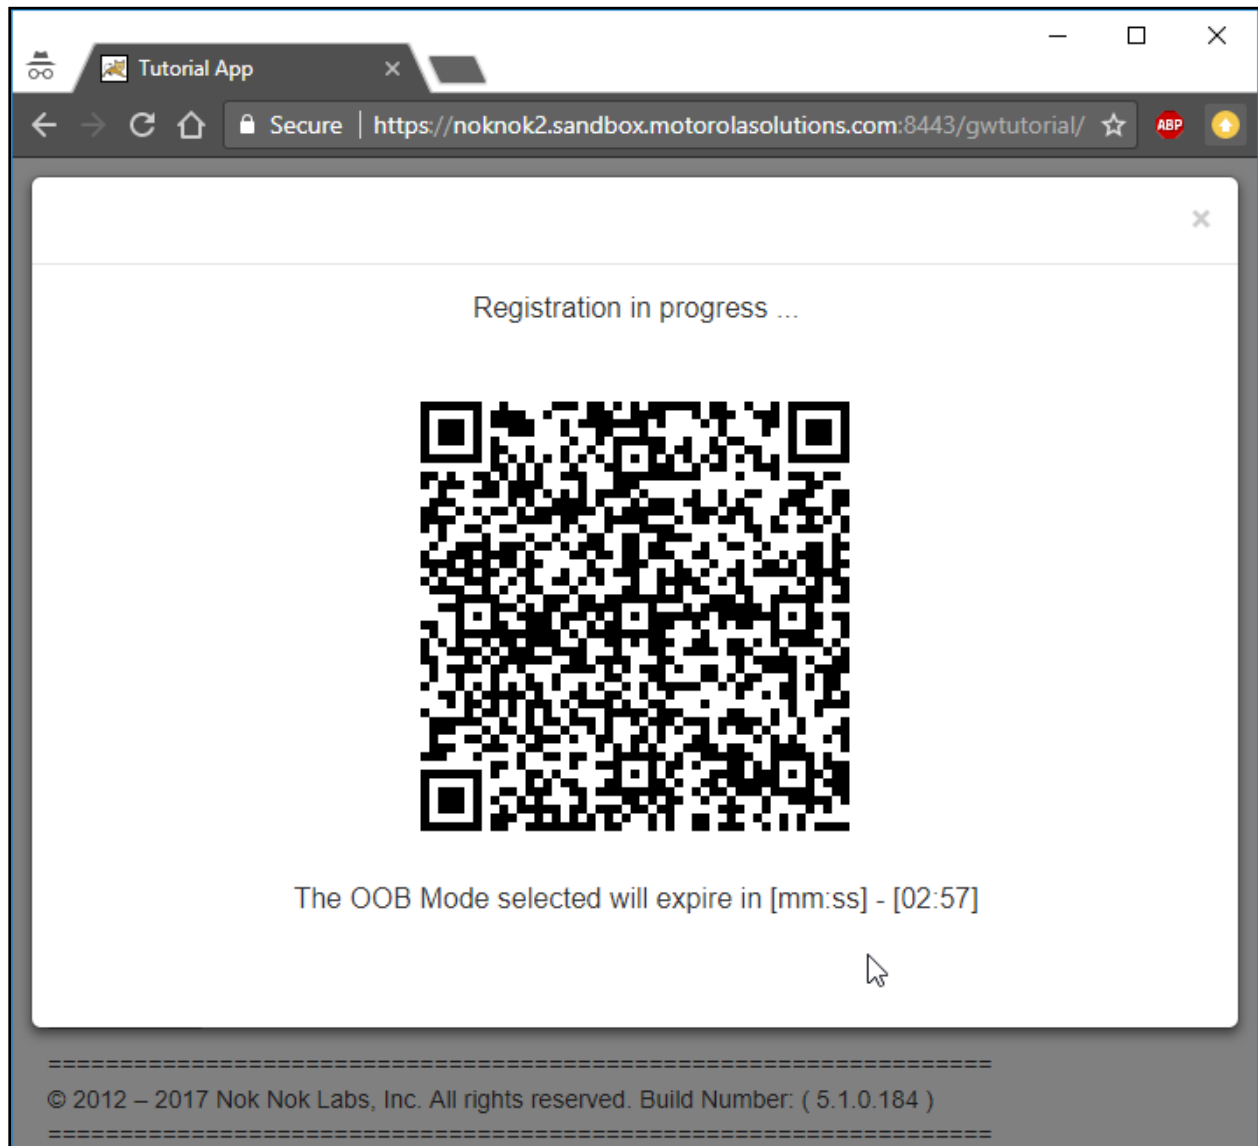 Tutorial App
Secure | https://noknok2.sandbox.motorolasolutions.com:8443/gwtutorial/
ABP
Registration in progress ...
The OOB Mode selected will expire in [mm:ss] - [02:57]
==================================================================
© 2012 – 2017 Nok Nok Labs, Inc. All rights reserved. Build Number: ( 5.1.0.184 )
==================================================================